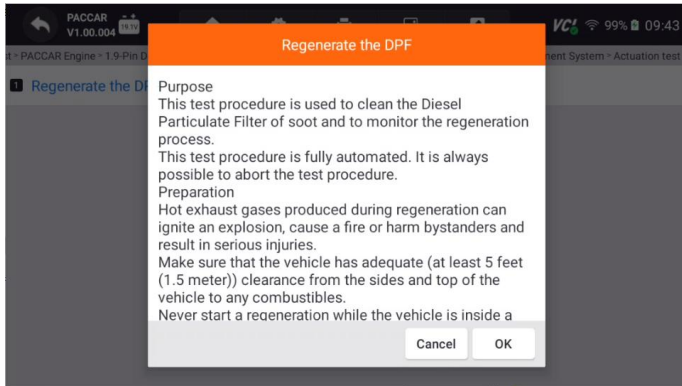 PACCAR
V1.00.004
19.1V
VCI 99% 09:43
PACCAR Engine > 1.9-Pin D
nent System > Actuation test
1 Regenerate the DP
Regenerate the DPF
Purpose
This test procedure is used to clean the Diesel
Particulate Filter of soot and to monitor the regeneration
process.
This test procedure is fully automated. It is always
possible to abort the test procedure.
Preparation
Hot exhaust gases produced during regeneration can
ignite an explosion, cause a fire or harm bystanders and
result in serious injuries.
Make sure that the vehicle has adequate (at least 5 feet
(1.5 meter)) clearance from the sides and top of the
vehicle to any combustibles.
Never start a regeneration while the vehicle is inside a
Cancel OK